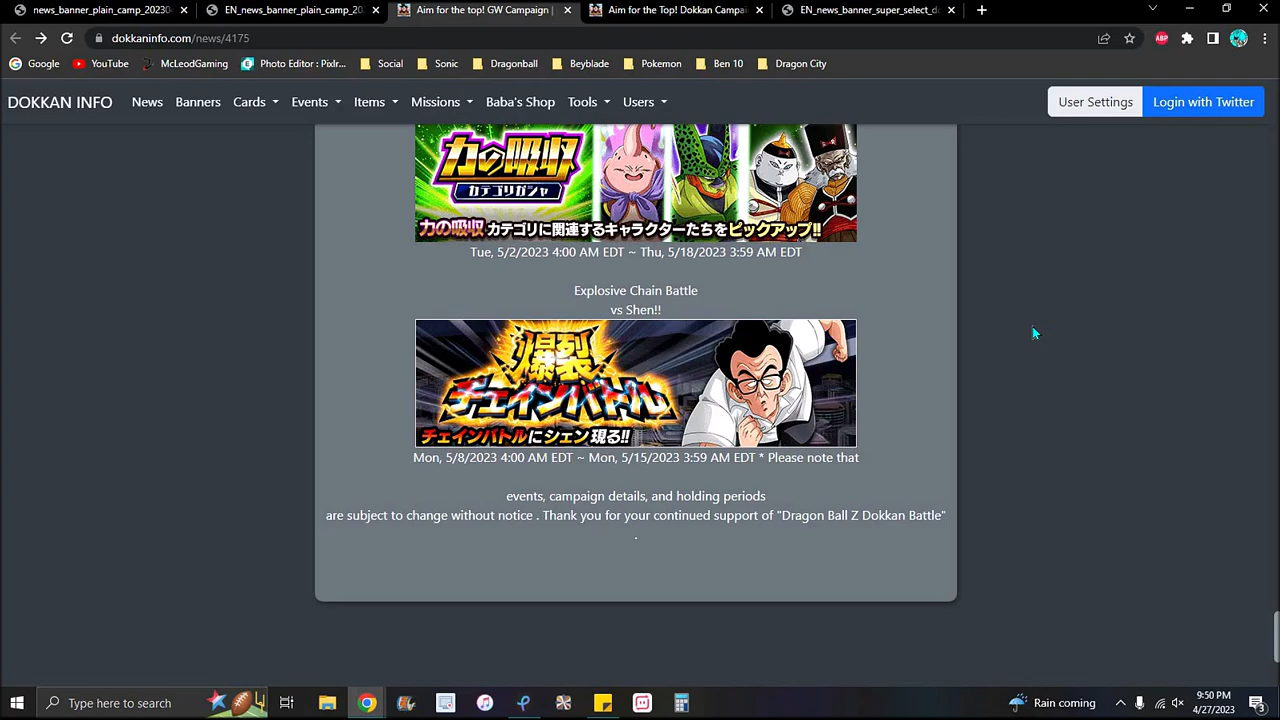 news_banner_plain_camp_2023
EN_news_banner_plain_camp_20
Aim for the top! GW Campaign |
Aim for the Top! Dokkan Campai
EN_news_banner_super_select_d
dokkaninfo.com/news/4175
ABP
Google
YouTube
McLeodGaming
Photo Editor : Pixlr...
Social
Sonic
Dragonball
Beyblade
Pokemon
Ben 10
Dragon City
DOKKAN INFO
News
Banners
Cards
Events
Items
Missions
Baba's Shop
Tools
Users
User Settings
Login with Twitter
力の吸収
カテゴリガシャ
力の吸収 カテゴリに関連するキャラクターたちをピックアップ!!
Tue, 5/2/2023 4:00 AM EDT ~ Thu, 5/18/2023 3:59 AM EDT
Explosive Chain Battle
vs Shen!!
爆裂
チェインバトル
チェインバトルにシェン現る!!
Mon, 5/8/2023 4:00 AM EDT ~ Mon, 5/15/2023 3:59 AM EDT * Please note that
events, campaign details, and holding periods
are subject to change without notice . Thank you for your continued support of "Dragon Ball Z Dokkan Battle"
.
Type here to search
Rain coming
9:50 PM
4/27/2023
3